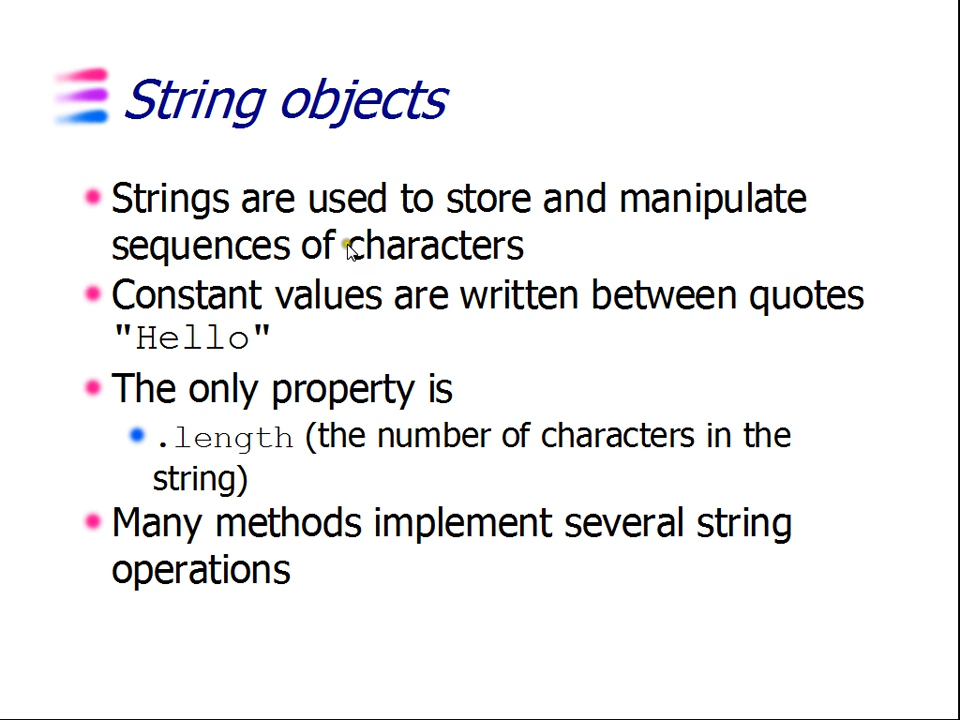 String objects
Strings are used to store and manipulate
sequences of characters
Constant values are written between quotes
"Hello"
The only property is
.length (the number of characters in the
string)
Many methods implement several string
operations